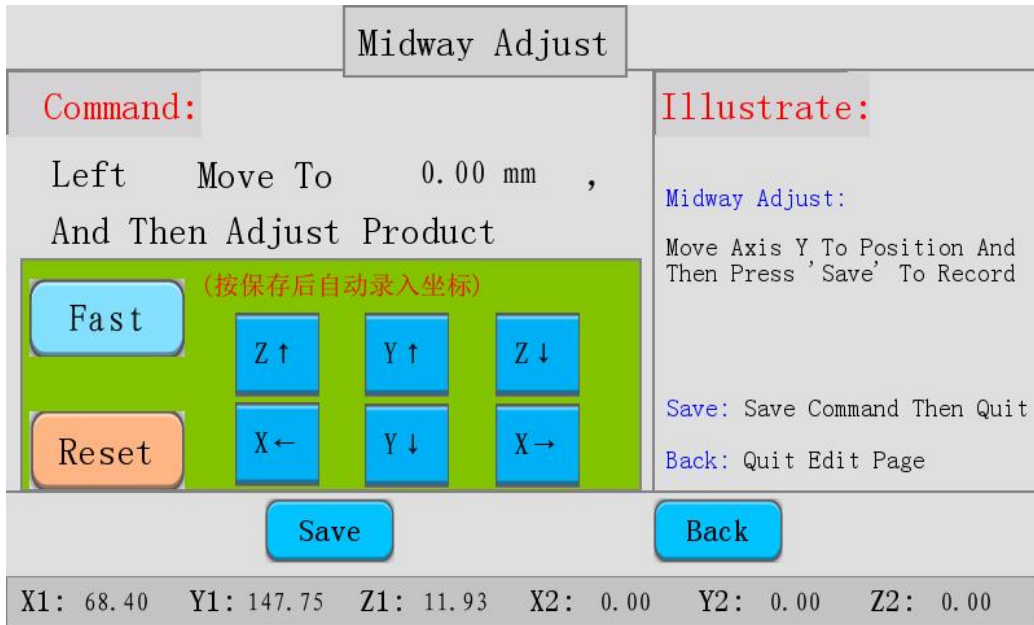 Midway Adjust
Command:
Left Move To 0.00 mm ,
And Then Adjust Product
(按保存后自动录入坐标)
Fast
Z↑ Y↑ Z↓
Reset
X← Y↓ X→
Illustrate:
Midway Adjust:
Move Axis Y To Position And
Then Press 'Save' To Record
Save: Save Command Then Quit
Back: Quit Edit Page
Save Back
X1: 68.40 Y1: 147.75 Z1: 11.93 X2: 0.00 Y2: 0.00 Z2: 0.00